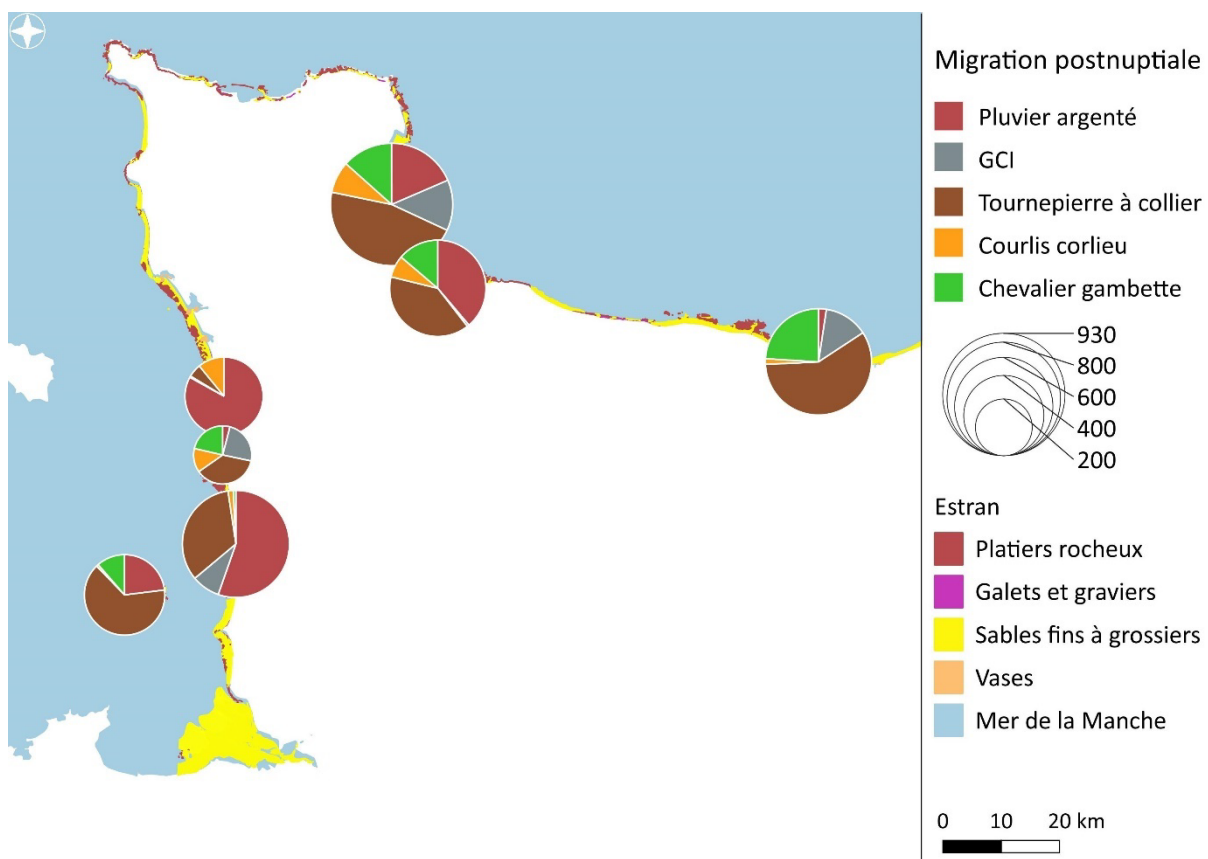 Migration postnuptiale
Pluvier argenté
GCI
Tournepierre à collier
Courlis corlieu
Chevalier gambette
930
800
600
400
200
Estran
Platiers rocheux
Galets et graviers
Sables fins à grossiers
Vases
Mer de la Manche
0 10 20 km